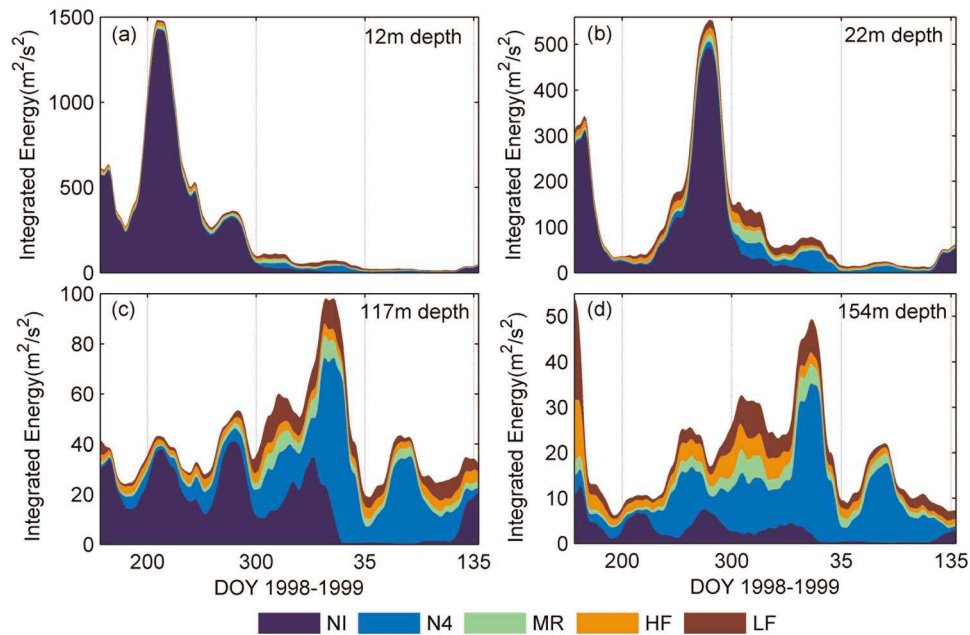 (a) 12m depth
(b) 22m depth
Integrated Energy(m²/s²)
1500
1000
500
0
Integrated Energy(m²/s²)
500
400
300
200
100
0
(c) 117m depth
(d) 154m depth
Integrated Energy(m²/s²)
100
80
60
40
20
0
Integrated Energy(m²/s²)
50
40
30
20
10
0
200 300 35 135
200 300 35 135
DOY 1998-1999
DOY 1998-1999
NI N4 MR HF LF